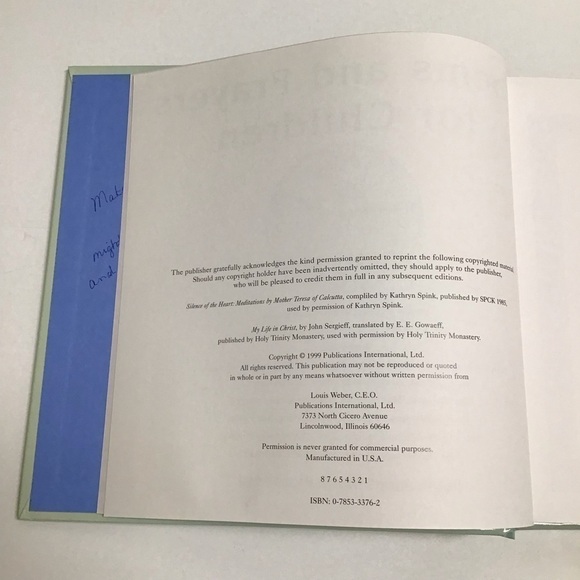 might
and
The publisher gratefully acknowledges the kind permission granted to reprint the following copyrighted material
Should any copyright holder have been inadvertently omitted, they should apply to the publisher,
who will be pleased to credit them in full in any subsequent editions.
Silence of the Heart: Meditations by Mother Teresa of Calcutta, compliled by Kathryn Spink, published by SPCK 1983,
used by permission of Kathryn Spink.
My Life in Christ, by John Sergieff, translated by E. E. Gowaeff,
published by Holy Trinity Monastery, used with permission by Holy Trinity Monastery.
Copyright © 1999 Publications International, Ltd.
All rights reserved. This publication may not be reproduced or quoted
in whole or in part by any means whatsoever without written permission from
Louis Weber, C.E.O.
Publications International, Ltd.
7373 North Cicero Avenue
Lincolnwood, Illinois 60646
Permission is never granted for commercial purposes.
Manufactured in U.S.A.
8 7 6 5 4 3 2 1
ISBN: 0-7853-3376-2